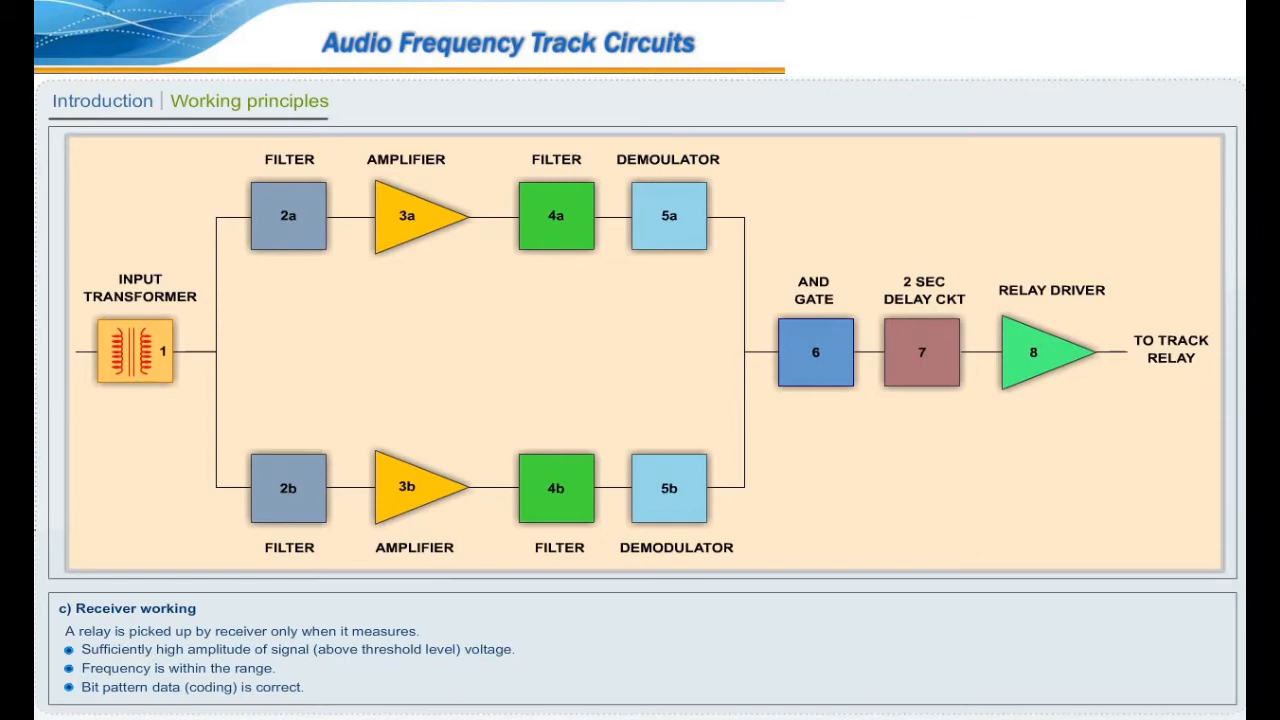 Audio Frequency Track Circuits
Introduction | Working principles
FILTER AMPLIFIER FILTER DEMOULATOR
2a 3a 4a 5a
INPUT
TRANSFORMER
1
AND
GATE
6
2 SEC
DELAY CKT
7
RELAY DRIVER
8
TO TRACK
RELAY
2b 3b 4b 5b
FILTER AMPLIFIER FILTER DEMODULATOR
c) Receiver working
A relay is picked up by receiver only when it measures.
Sufficiently high amplitude of signal (above threshold level) voltage.
Frequency is within the range.
Bit pattern data (coding) is correct.